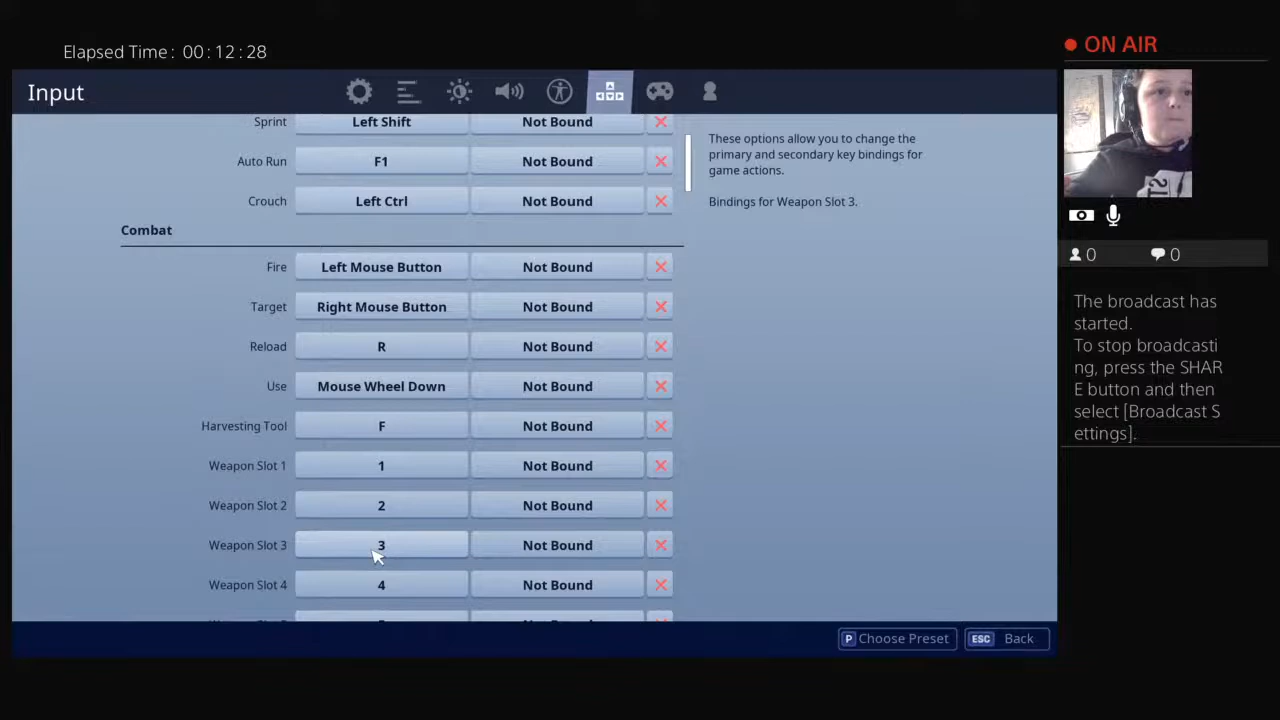 Elapsed Time: 00:12:28
ON AIR
Input
Sprint Left Shift Not Bound
Auto Run F1 Not Bound
Crouch Left Ctrl Not Bound
Combat
Fire Left Mouse Button Not Bound
Target Right Mouse Button Not Bound
Reload R Not Bound
Use Mouse Wheel Down Not Bound
Harvesting Tool F Not Bound
Weapon Slot 1 1 Not Bound
Weapon Slot 2 2 Not Bound
Weapon Slot 3 3 Not Bound
Weapon Slot 4 4 Not Bound
These options allow you to change the
primary and secondary key bindings for
game actions.
Bindings for Weapon Slot 3.
0 0
The broadcast has
started.
To stop broadcasti
ng, press the SHAR
E button and then
select [Broadcast S
ettings].
P Choose Preset ESC Back